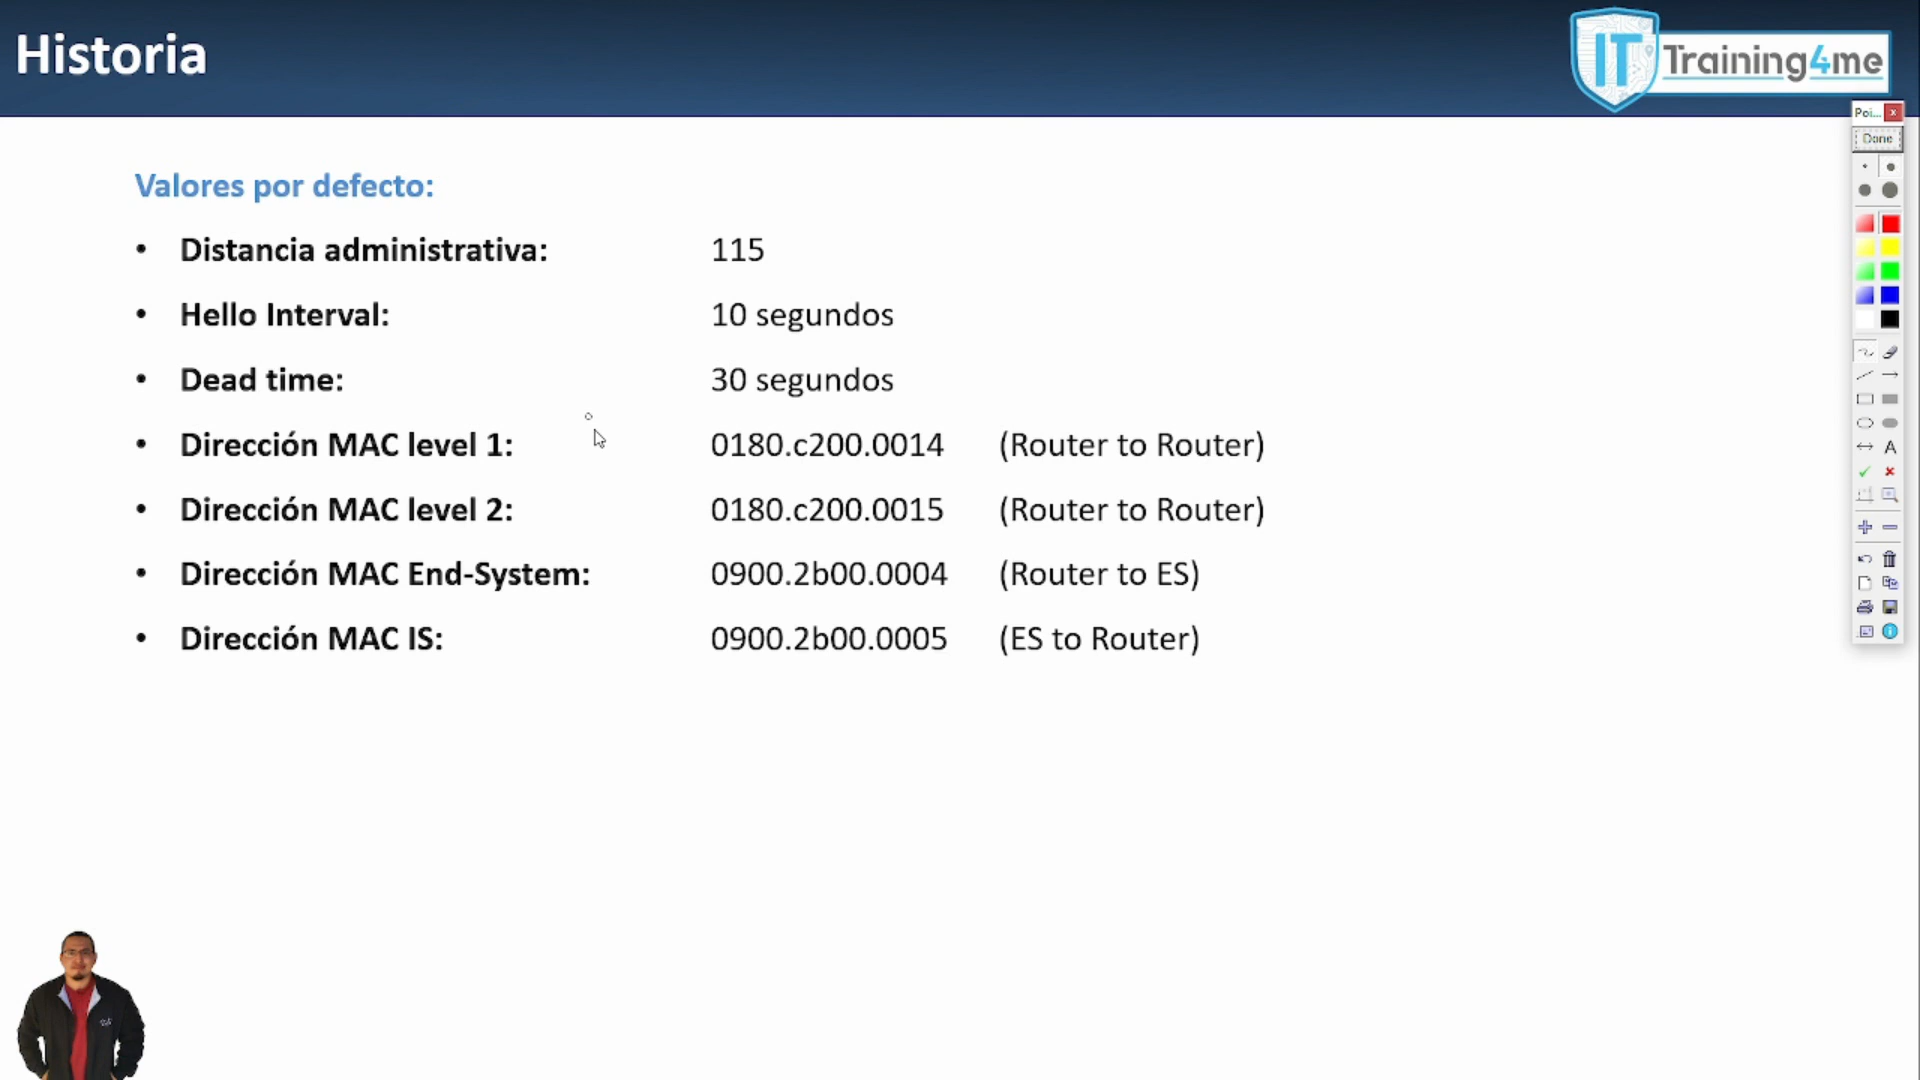 Historia
IT Training4me
Poi...
Done
Valores por defecto:
• Distancia administrativa: 115
• Hello Interval: 10 segundos
• Dead time: 30 segundos
• Dirección MAC level 1: 0180.c200.0014 (Router to Router)
• Dirección MAC level 2: 0180.c200.0015 (Router to Router)
• Dirección MAC End-System: 0900.2b00.0004 (Router to ES)
• Dirección MAC IS: 0900.2b00.0005 (ES to Router)
A